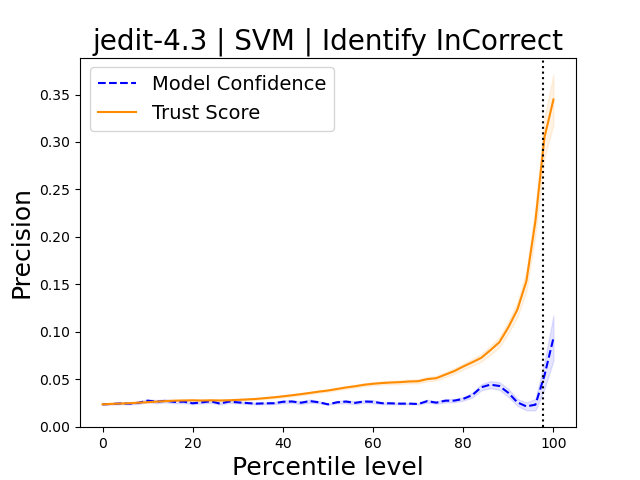 jedit-4.3 | SVM | Identify InCorrect
Model Confidence
Trust Score
Precision
0.35
0.30
0.25
0.20
0.15
0.10
0.05
0.00
0 20 40 60 80 100
Percentile level